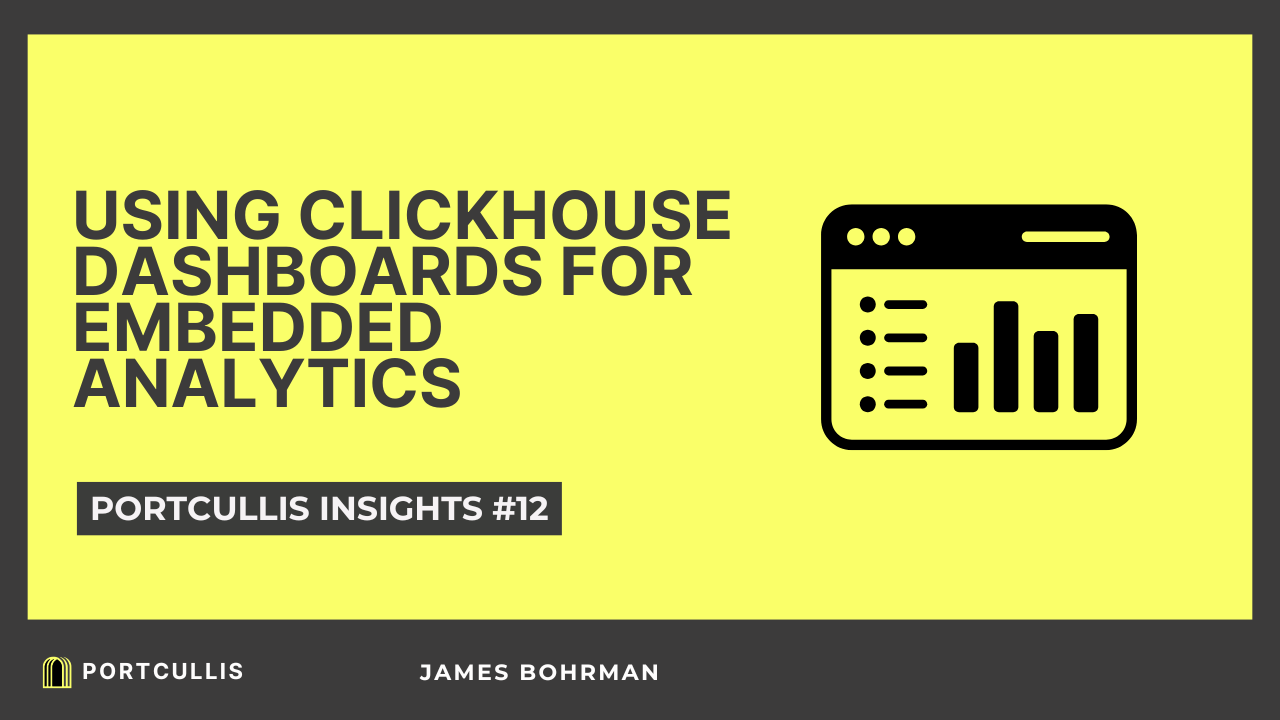 USING CLICKHOUSE
DASHBOARDS FOR
EMBEDDED
ANALYTICS
PORTCULLIS INSIGHTS #12
PORTCULLIS
JAMES BOHRMAN